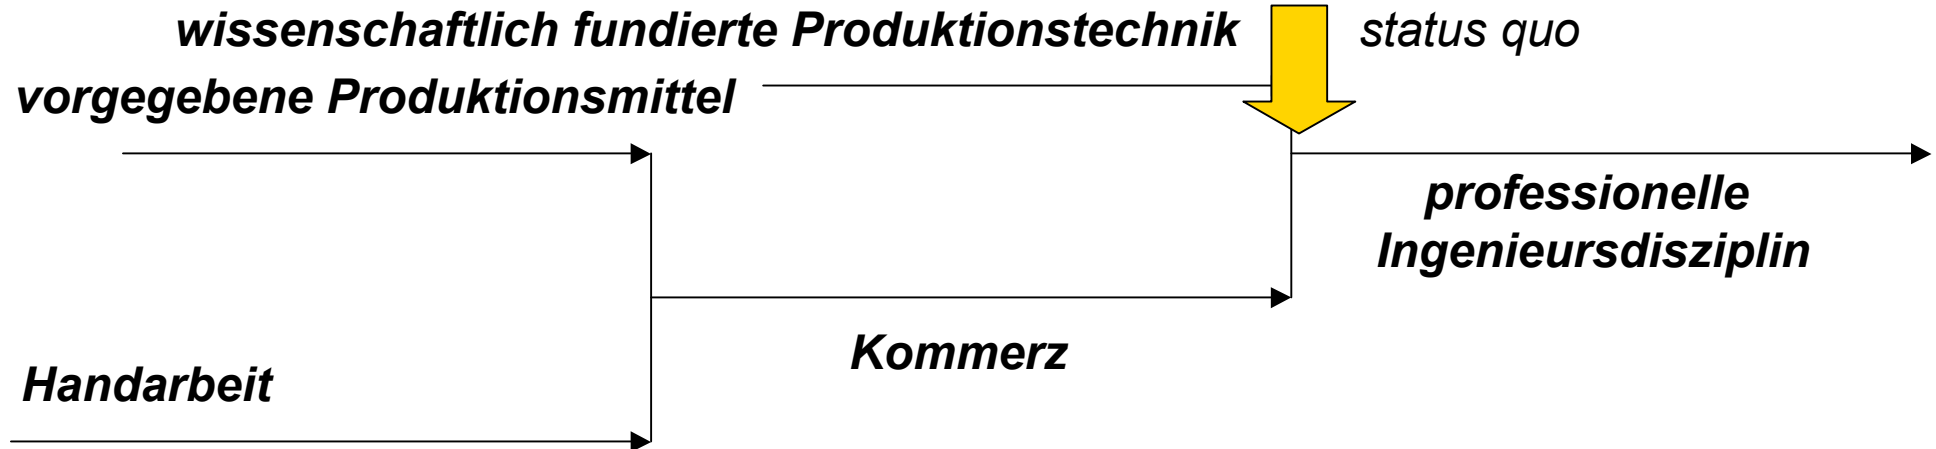 wissenschaftlich fundierte Produktionstechnik
status quo
vorgegebene Produktionsmittel
professionelle
Ingenieursdisziplin
Kommerz
Handarbeit